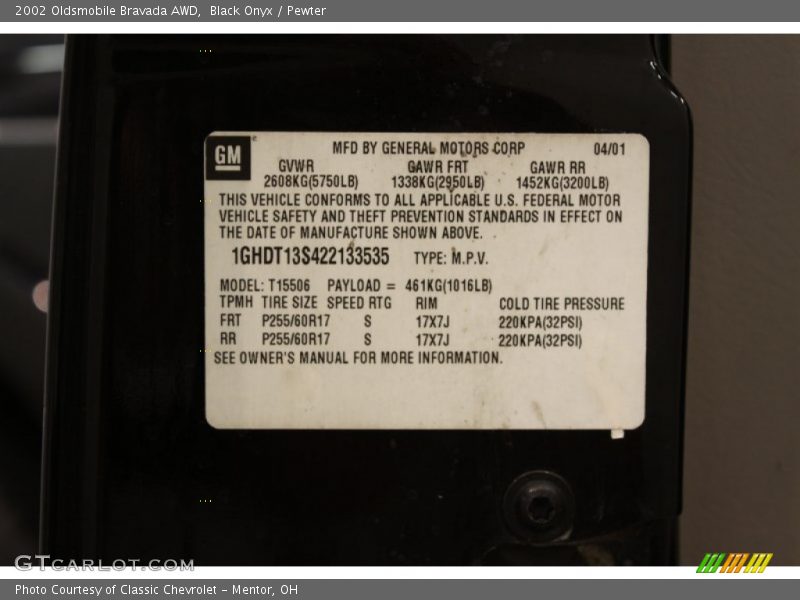 2002 Oldsmobile Bravada AWD, Black Onyx / Pewter
GM MFD BY GENERAL MOTORS CORP 04/01
GVWR GAWR FRT GAWR RR
2608KG(5750LB) 1338KG(2950LB) 1452KG(3200LB)
THIS VEHICLE CONFORMS TO ALL APPLICABLE U.S. FEDERAL MOTOR
VEHICLE SAFETY AND THEFT PREVENTION STANDARDS IN EFFECT ON
THE DATE OF MANUFACTURE SHOWN ABOVE.
1GHDT13S422133535 TYPE: M.P.V.
MODEL: T15506 PAYLOAD = 461KG(1016LB)
TPMH TIRE SIZE SPEED RTG RIM COLD TIRE PRESSURE
FRT P255/60R17 S 17X7J 220KPA(32PSI)
RR P255/60R17 S 17X7J 220KPA(32PSI)
SEE OWNER'S MANUAL FOR MORE INFORMATION.
GTCARLOT.COM
Photo Courtesy of Classic Chevrolet - Mentor, OH